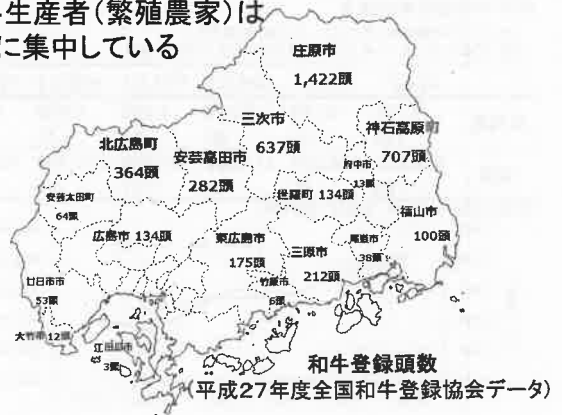 生産者(繁殖農家)は
に集中している
庄原市
1,422頭
三次市
637頭
神石高原町
707頭
北広島町
364頭
安芸高田市
282頭
府中市
13頭
世羅町 134頭
安芸太田町
64頭
福山市
100頭
広島市 134頭
東広島市
175頭
三原市
212頭
尾道市
38頭
竹原市
6頭
廿日市市
53頭
大竹市 12頭
江田島市
3頭
和牛登録頭数
(平成27年度全国和牛登録協会データ)